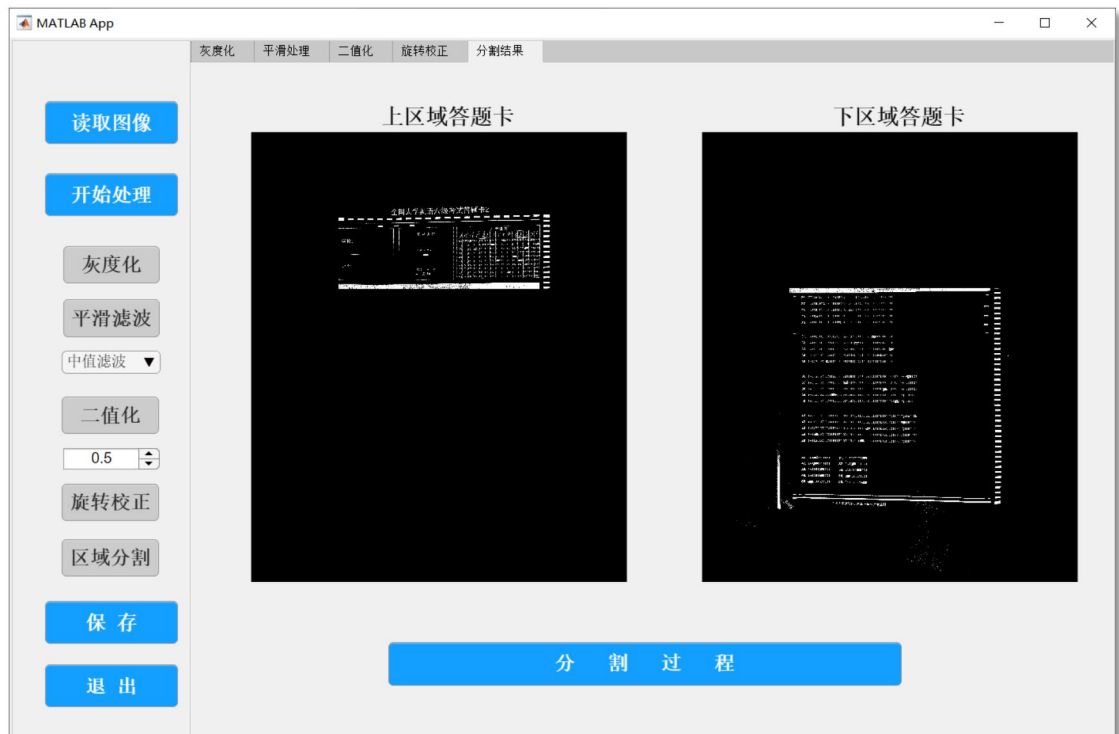 MATLAB App
灰度化 平滑处理 二值化 旋转校正 分割结果
读取图像
开始处理
灰度化
平滑滤波
中值滤波
二值化
0.5
旋转校正
区域分割
保 存
退 出
上区域答题卡
下区域答题卡
分 割 过 程